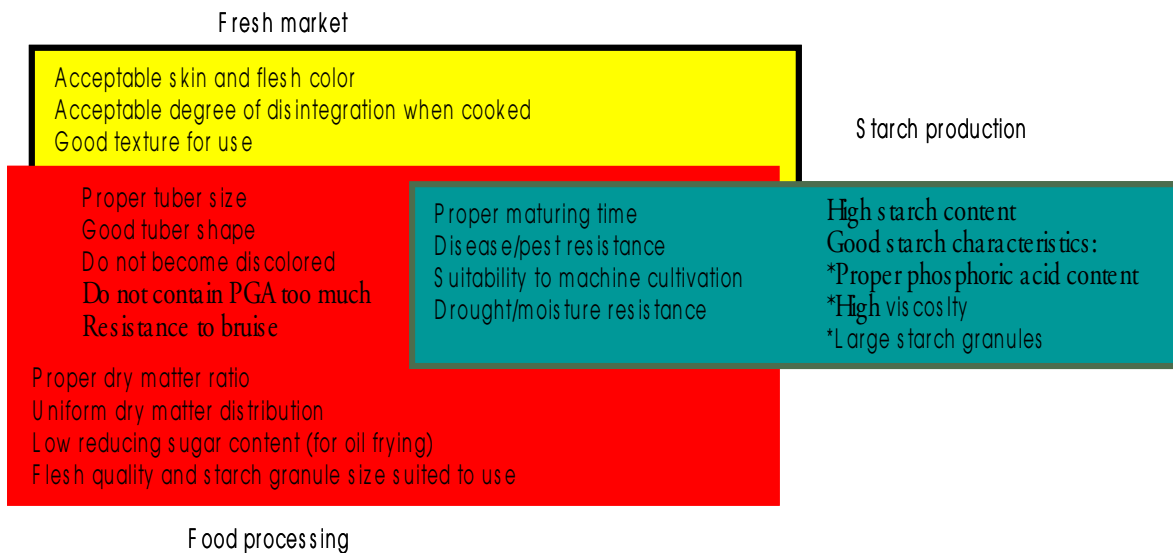 Fresh market
Acceptable skin and flesh color
Acceptable degree of disintegration when cooked
Good texture for use
Starch production
Proper tuber size
Good tuber shape
Do not become discolored
Do not contain PGA too much
Resistance to bruise
Proper maturing time
Disease/pest resistance
Suitability to machine cultivation
Drought/moisture resistance
High starch content
Good starch characteristics:
*Proper phosphoric acid content
*High viscosity
*Large starch granules
Proper dry matter ratio
Uniform dry matter distribution
Low reducing sugar content (for oil frying)
Flesh quality and starch granule size suited to use
Food processing